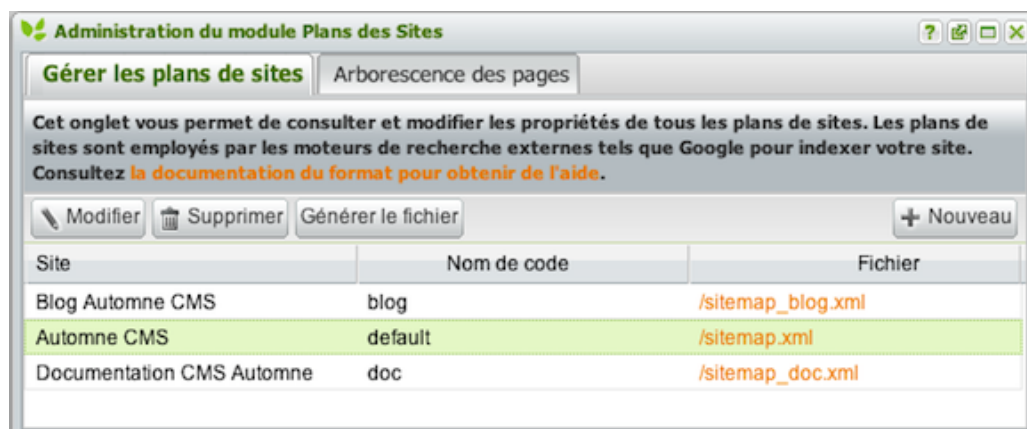 Administration du module Plans des Sites
?
Gérer les plans de sites Arborescence des pages
Cet onglet vous permet de consulter et modifier les propriétés de tous les plans de sites. Les plans de
sites sont employés par les moteurs de recherche externes tels que Google pour indexer votre site.
Consultez la documentation du format pour obtenir de l'aide.
Modifier Supprimer Générer le fichier Nouveau
Site Nom de code Fichier
Blog Automne CMS blog /sitemap_blog.xml
Automne CMS default /sitemap.xml
Documentation CMS Automne doc /sitemap_doc.xml